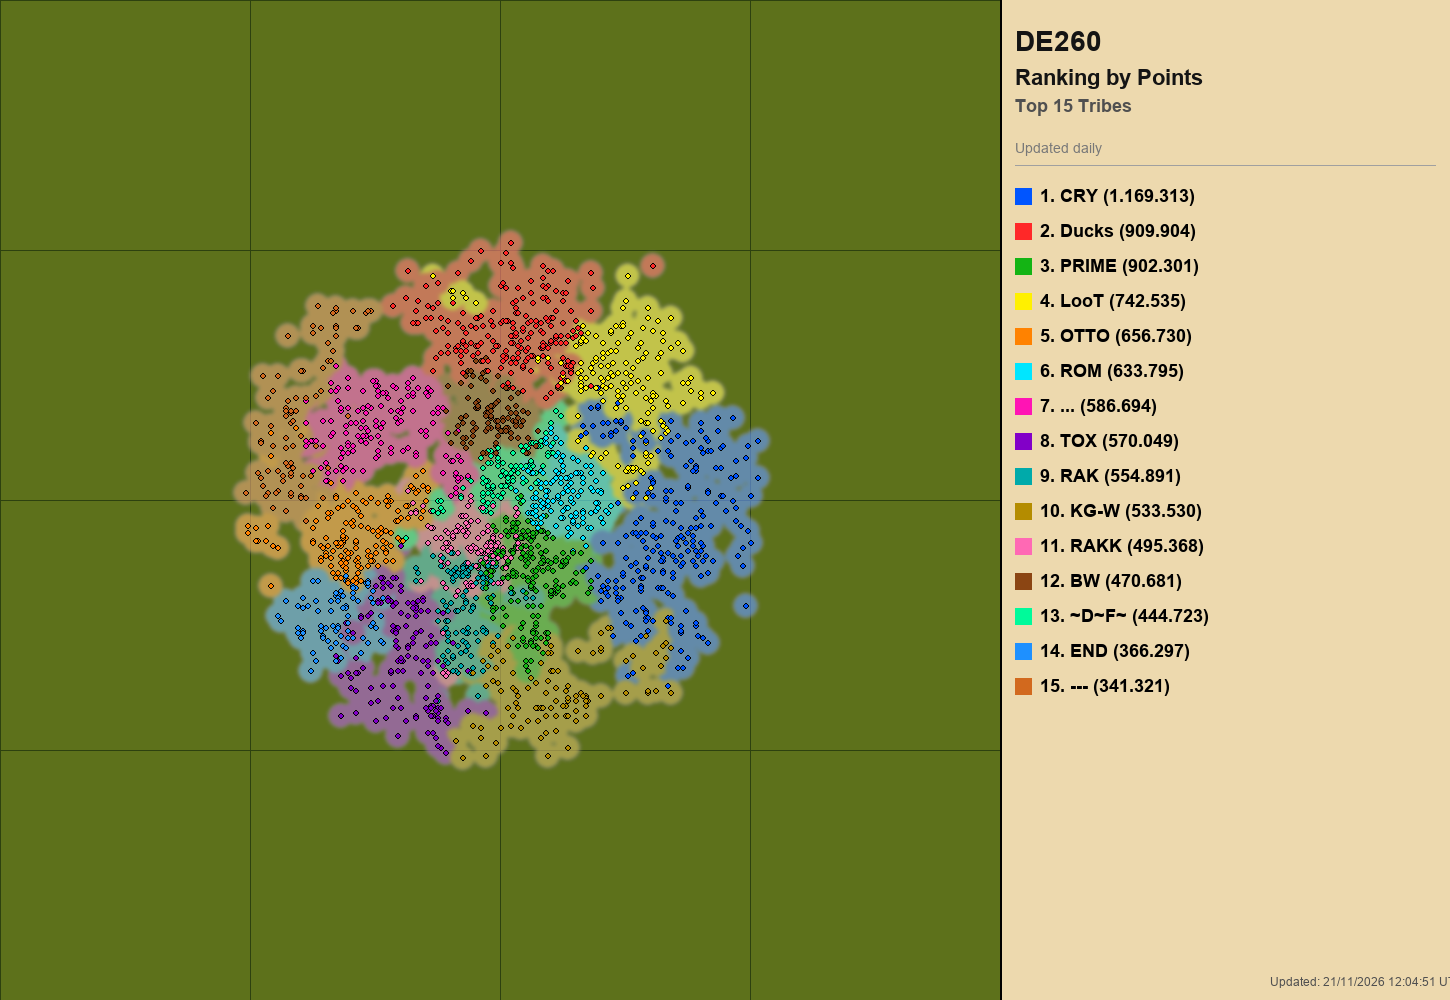 DE260
Ranking by Points
Top 15 Tribes
Updated daily
1. CRY (1.169.313)
2. Ducks (909.904)
3. PRIME (902.301)
4. LooT (742.535)
5. OTTO (656.730)
6. ROM (633.795)
7. ... (586.694)
8. TOX (570.049)
9. RAK (554.891)
10. KG-W (533.530)
11. RAKK (495.368)
12. BW (470.681)
13. ~D~F~ (444.723)
14. END (366.297)
15. --- (341.321)
Updated: 21/11/2026 12:04:51 U